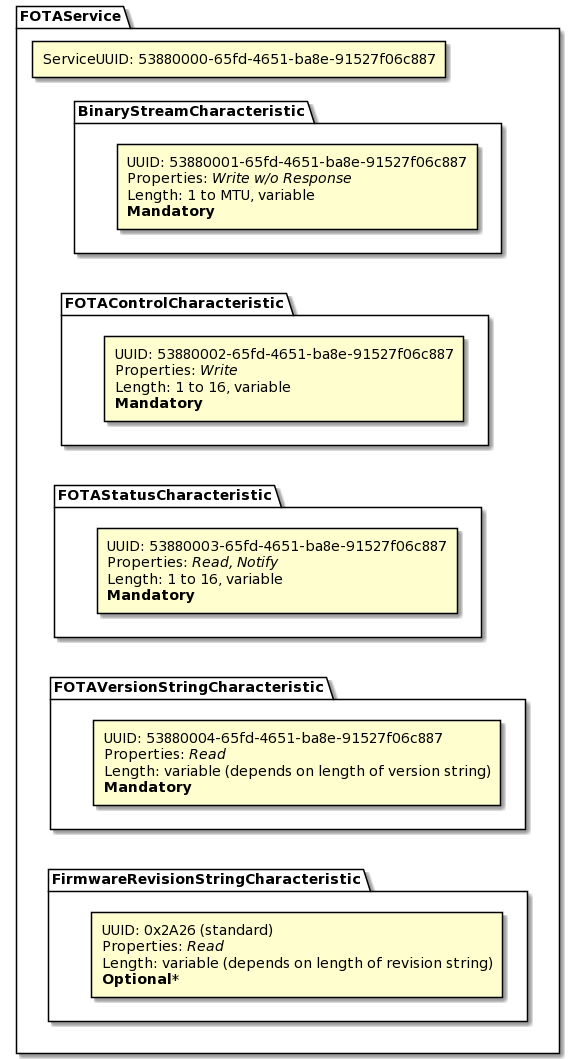 FOTAService
ServiceUUID: 53880000-65fd-4651-ba8e-91527f06c887
BinaryStreamCharacteristic
UUID: 53880001-65fd-4651-ba8e-91527f06c887
Properties: Write w/o Response
Length: 1 to MTU, variable
Mandatory
FOTAControlCharacteristic
UUID: 53880002-65fd-4651-ba8e-91527f06c887
Properties: Write
Length: 1 to 16, variable
Mandatory
FOTAStatusCharacteristic
UUID: 53880003-65fd-4651-ba8e-91527f06c887
Properties: Read, Notify
Length: 1 to 16, variable
Mandatory
FOTAVersionStringCharacteristic
UUID: 53880004-65fd-4651-ba8e-91527f06c887
Properties: Read
Length: variable (depends on length of version string)
Mandatory
FirmwareRevisionStringCharacteristic
UUID: 0x2A26 (standard)
Properties: Read
Length: variable (depends on length of revision string)
Optional*